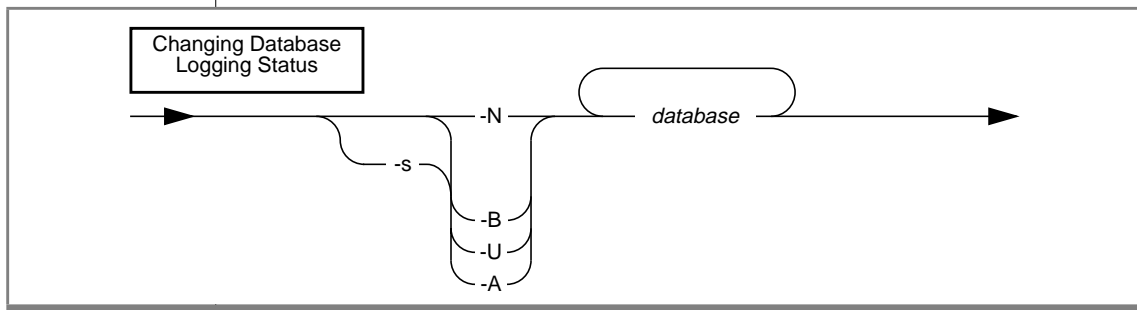 Changing Database
Logging Status
-N
database
-s
-B
-U
-A